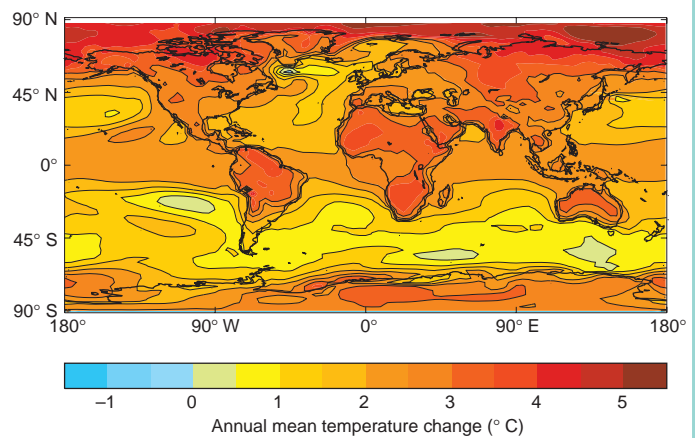 90° N
45° N
0°
45° S
90° S
180° 90° W 0° 90° E 180°
–1 0 1 2 3 4 5
Annual mean temperature change (° C)